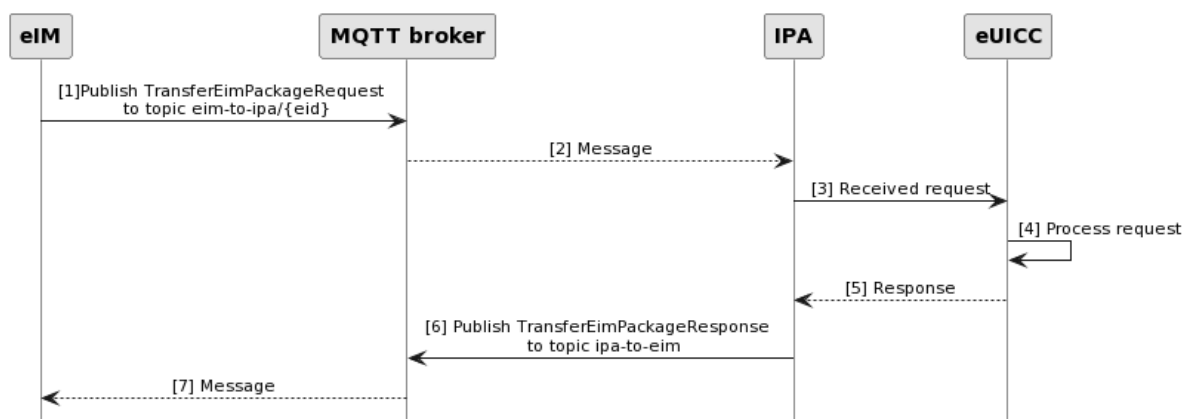 eIM
MQTT broker
IPA
eUICC
[1]Publish TransferEimPackageRequest
to topic eim-to-ipa/{eid}
[2] Message
[3] Received request
[4] Process request
[5] Response
[6] Publish TransferEimPackageResponse
to topic ipa-to-eim
[7] Message